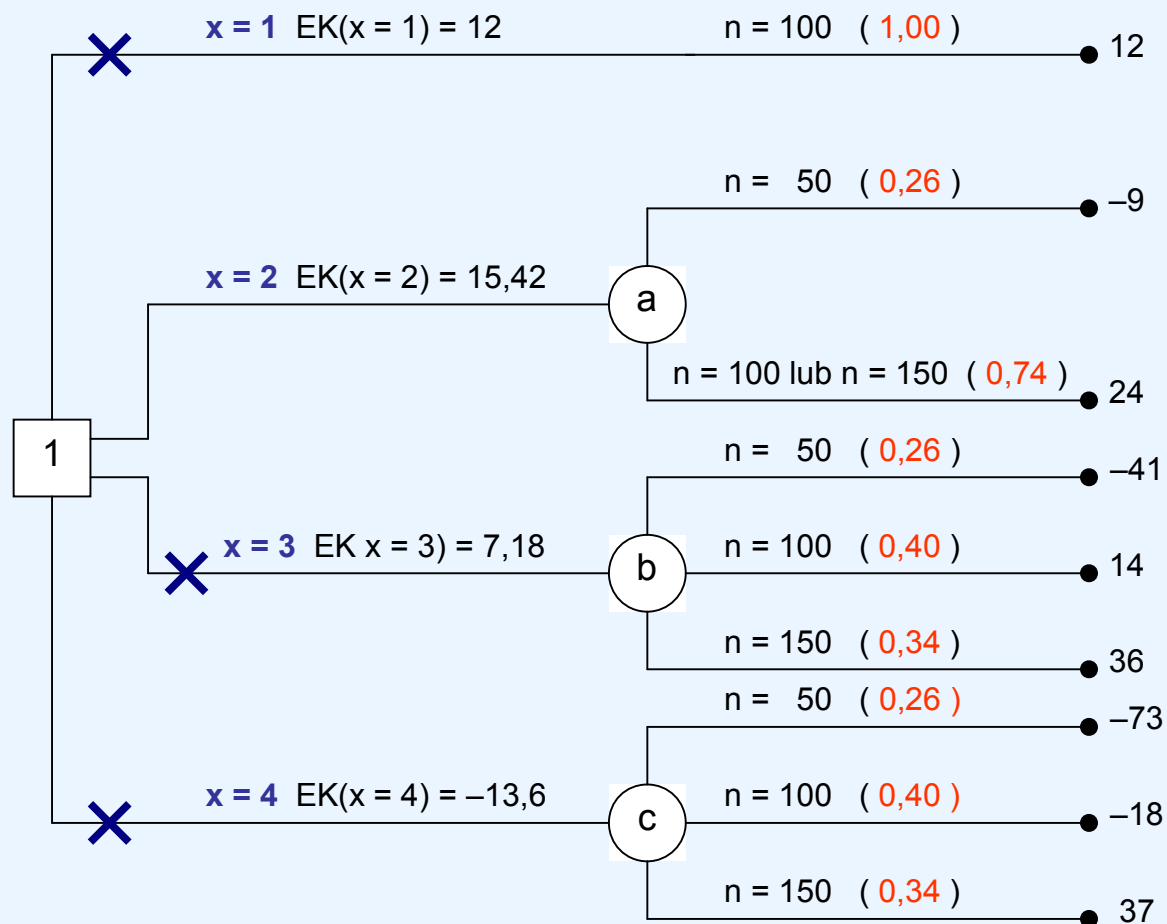 x = 1 EK(x = 1) = 12 n = 100 ( 1,00 ) 12
n = 50 ( 0,26 ) –9
x = 2 EK(x = 2) = 15,42
a
n = 100 lub n = 150 ( 0,74 ) 24
1
n = 50 ( 0,26 ) –41
x = 3 EK x = 3) = 7,18
b
n = 100 ( 0,40 ) 14
n = 150 ( 0,34 ) 36
n = 50 ( 0,26 ) –73
x = 4 EK(x = 4) = –13,6
c
n = 100 ( 0,40 ) –18
n = 150 ( 0,34 ) 37